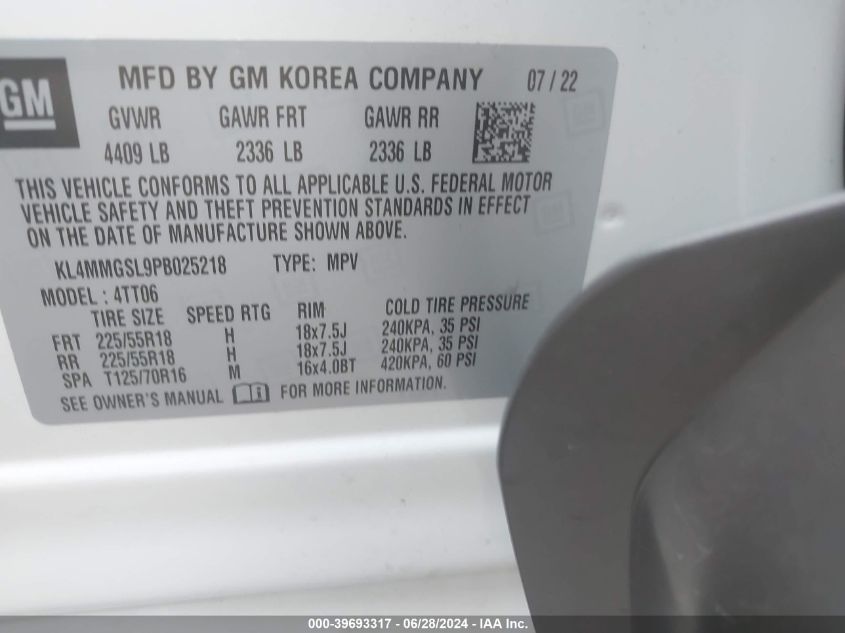 GM
MFD BY GM KOREA COMPANY 07 / 22
GVWR GAWR FRT GAWR RR
4409 LB 2336 LB 2336 LB
THIS VEHICLE CONFORMS TO ALL APPLICABLE U.S. FEDERAL MOTOR
VEHICLE SAFETY AND THEFT PREVENTION STANDARDS IN EFFECT
ON THE DATE OF MANUFACTURE SHOWN ABOVE.
KL4MMGSL9PB025218 TYPE: MPV
MODEL : 4TT06
TIRE SIZE SPEED RTG RIM COLD TIRE PRESSURE
FRT 225/55R18 H 18x7.5J 240KPA, 35 PSI
RR 225/55R18 H 18x7.5J 240KPA, 35 PSI
SPA T125/70R16 M 16x4.0BT 420KPA, 60 PSI
SEE OWNER'S MANUAL FOR MORE INFORMATION.
000-39693317 - 06/28/2024 - IAAI Inc.